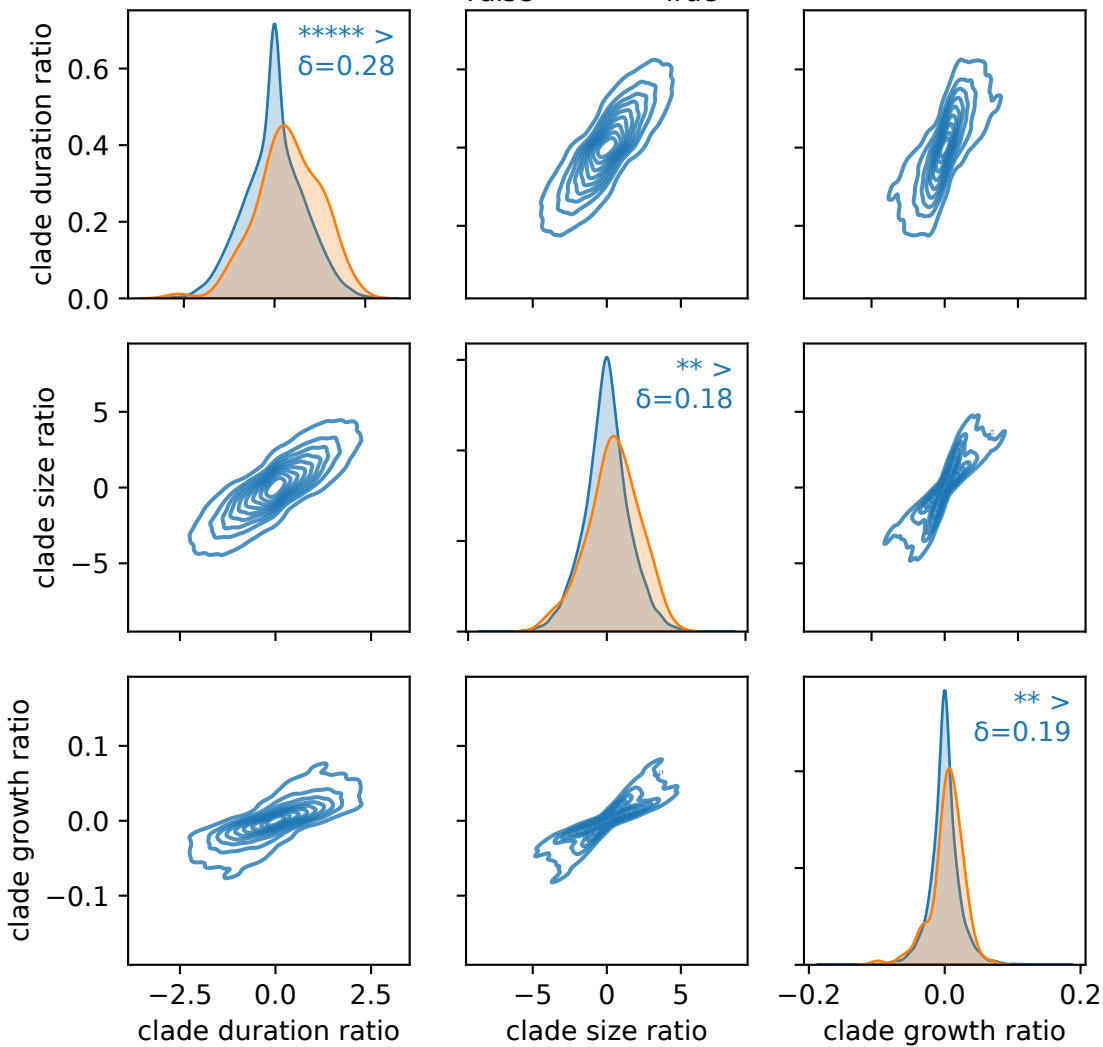 clade duration ratio
0.6
0.4
0.2
0.0
***** >
δ=0.28
clade size ratio
5
0
−5
** >
δ=0.18
clade growth ratio
0.1
0.0
−0.1
** >
δ=0.19
−2.5
0.0
2.5
−5
0
5
−0.2
0.0
0.2
clade duration ratio
clade size ratio
clade growth ratio